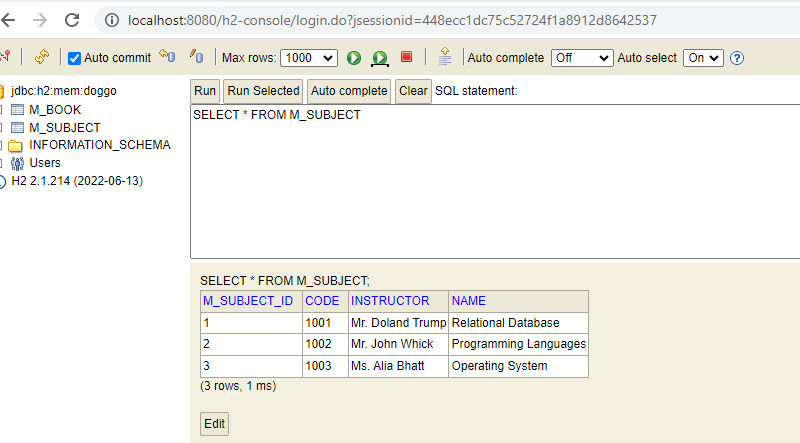 localhost:8080/h2-console/login.do?jsessionid=448ecc1dc75c52724f1a8912d8642537
Auto commit Max rows: 1000 Auto complete Off Auto select On ?
jdbc:h2:mem:doggo
M_BOOK
M_SUBJECT
INFORMATION_SCHEMA
Users
H2 2.1.214 (2022-06-13)
Run Run Selected Auto complete Clear SQL statement:
SELECT * FROM M_SUBJECT
SELECT * FROM M_SUBJECT;
M_SUBJECT_ID CODE INSTRUCTOR NAME
1 1001 Mr. Doland Trump Relational Database
2 1002 Mr. John Whick Programming Languages
3 1003 Ms. Alia Bhatt Operating System
(3 rows, 1 ms)
Edit